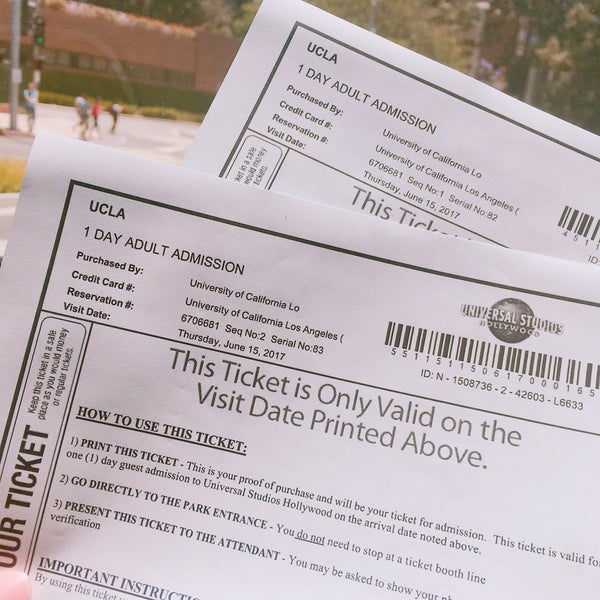 UCLA
1 DAY ADULT ADMISSION
Purchased By:
University of California Lo
Credit Card#:
University of California Los Angeles (
Reservation #:
6706681 Seq No:1 Serial No:82
Visit Date:
Thursday, June 15, 2017
This Ticket
UCLA
1 DAY ADULT ADMISSION
Purchased By:
University of California Lo
Credit Card#:
University of California Los Angeles (
Reservation #:
6706681 Seq No:2 Serial No:83
Visit Date:
Thursday, June 15, 2017
UNIVERSAL STUDIOS
HOLLYWOOD
ID: N - 1508736 - 2 - 42603 - L6633
OUR TICKET
Keep this ticket in a safe
place as you would money
or regular tickets.
This Ticket is Only Valid on the
Visit Date Printed Above.
HOW TO USE THIS TICKET:
1) PRINT THIS TICKET - This is your proof of purchase and will be your ticket for admission. This ticket is valid for
one (1) day guest admission to Universal Studios Hollywood on the arrival date noted above.
2) GO DIRECTLY TO THE PARK ENTRANCE - You do not need to stop at a ticket booth line
3) PRESENT THIS TICKET TO THE ATTENDANT - You may be asked to show your
verification
IMPORTANT INSTRUCTIO
By using this ticket